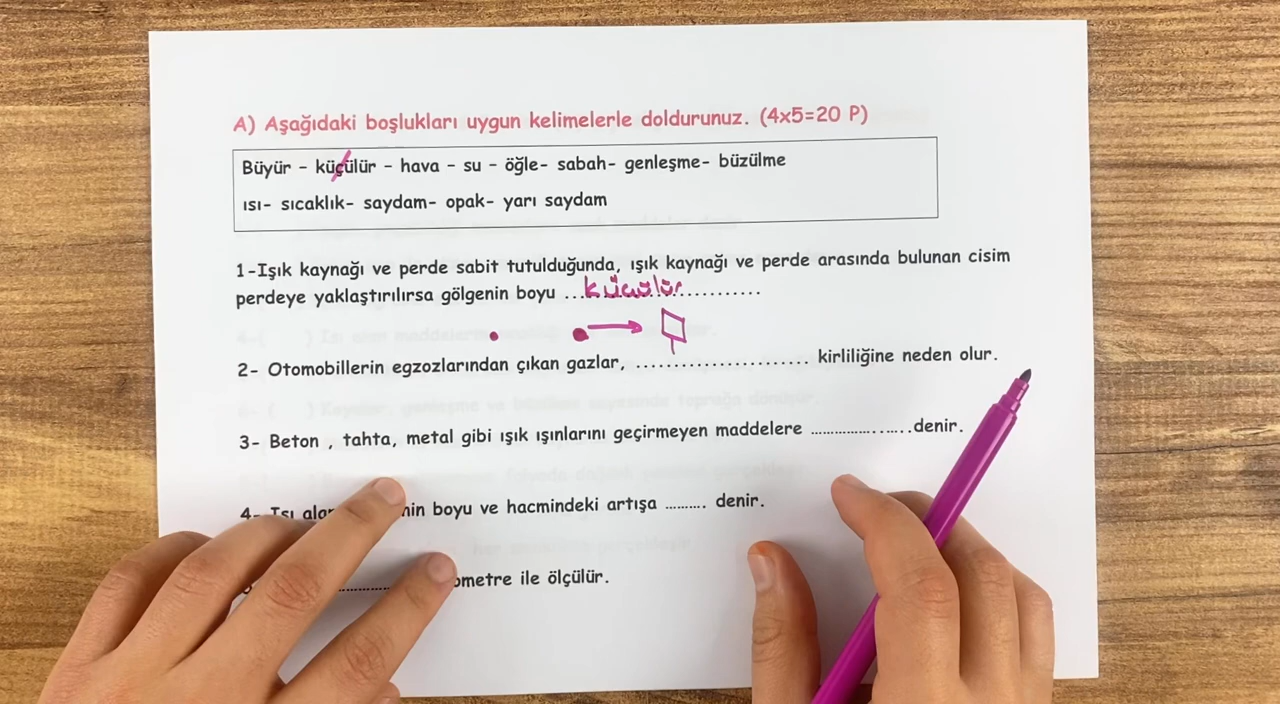 A) Aşağıdaki boşlukları uygun kelimelerle doldurunuz. (4x5=20 P)
Büyür - küçülür - hava - su - öğle- sabah- genleşme- büzülme
ısı- sıcaklık- saydam- opak- yarı saydam
1-Işık kaynağı ve perde sabit tutulduğunda, ışık kaynağı ve perde arasında bulunan cisim
perdeye yaklaştırılırsa gölgenin boyu ...küçülür............
2- Otomobillerin egzozlarından çıkan gazlar, ....................... kirliliğine neden olur.
3- Beton , tahta, metal gibi ışık ışınlarını geçirmeyen maddelere ......................denir.
4- Isı boyu ve hacmindeki artışa ......... denir.
ile ölçülür.